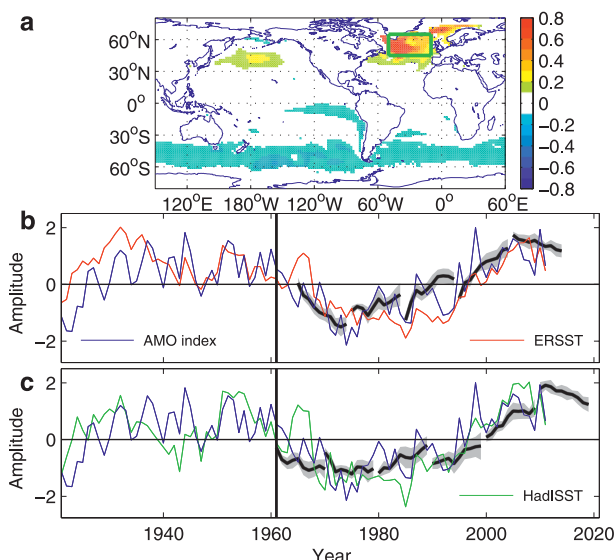 a
60°N
30°N
0°
30°S
60°S
120°E 180°W 120°W 60°W 0° 60°E
0.8
0.6
0.4
0.2
0
−0.2
−0.4
−0.6
−0.8
b
Amplitude
2
0
−2
AMO index
ERSST
c
Amplitude
2
0
−2
HadISST
1940 1960 1980 2000 2020
Year